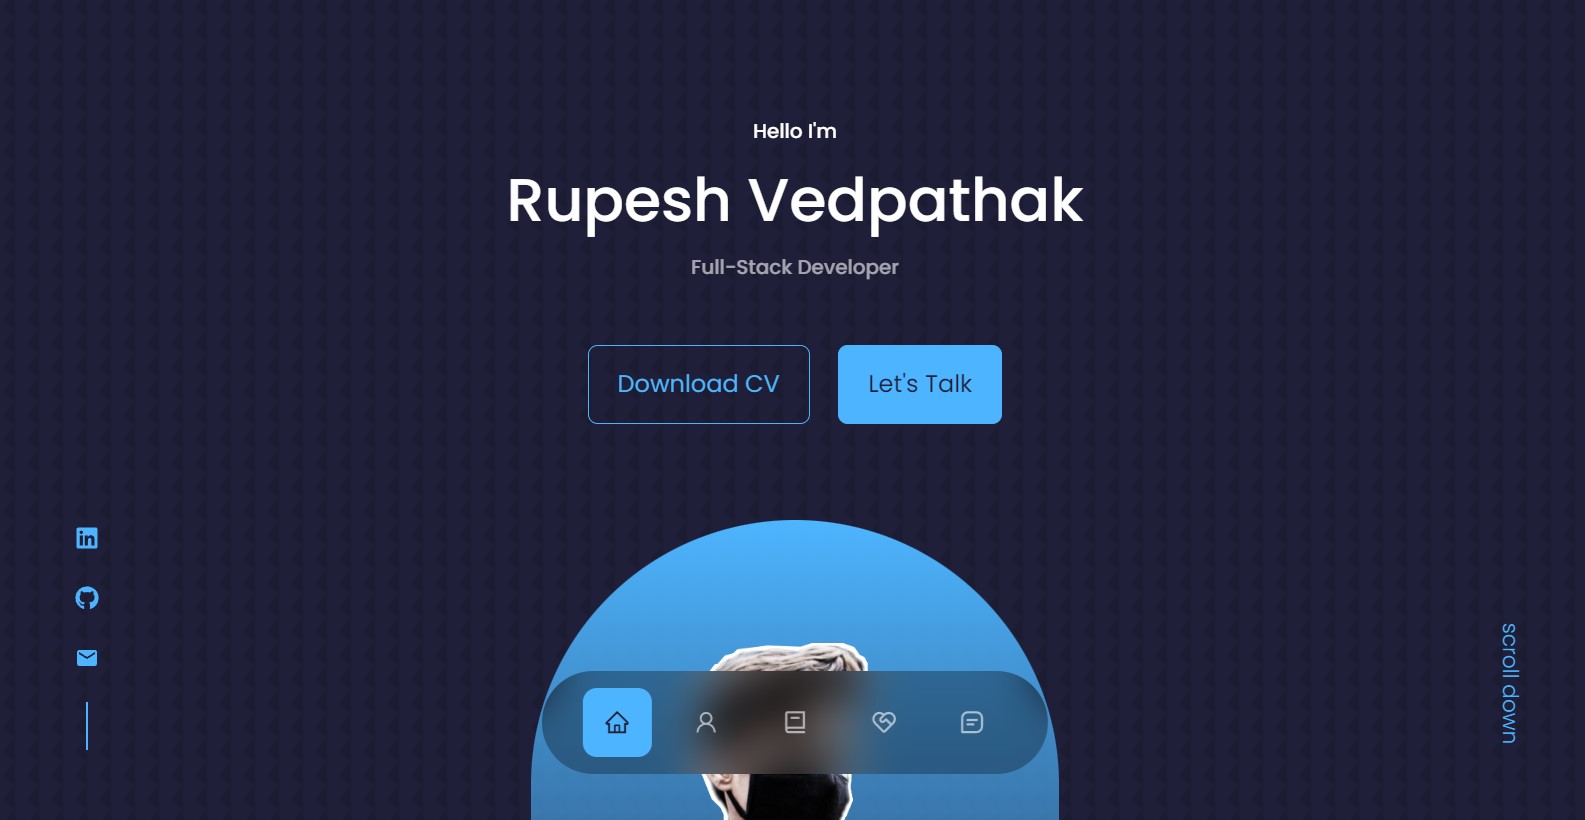 Hello I'm
Rupesh Vedpathak
Full-Stack Developer
Download CV
Let's Talk
scroll down